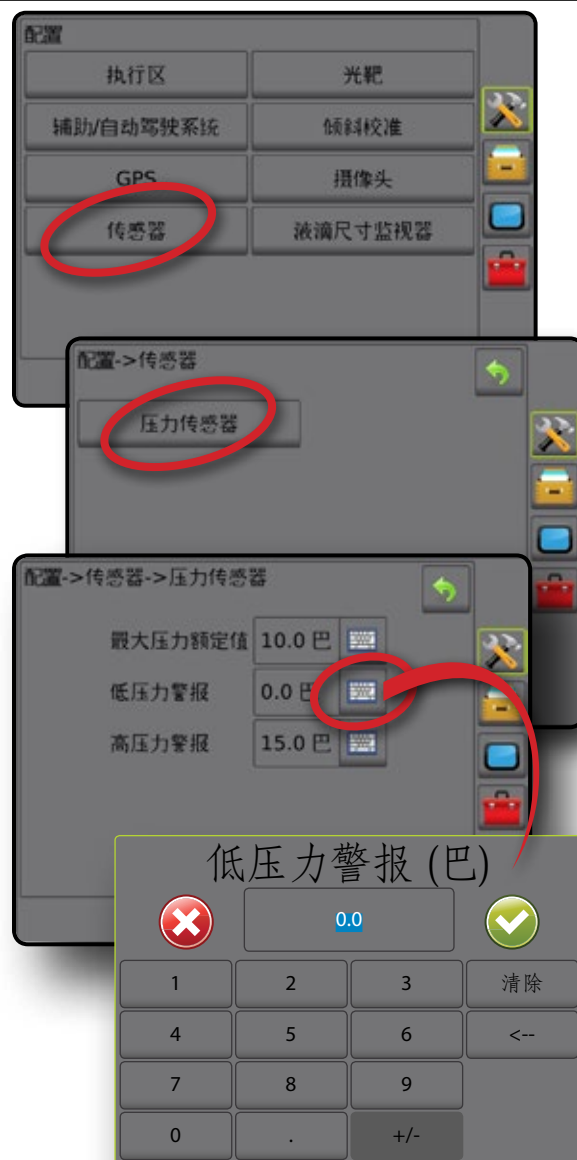 配置
执行区 光靶
辅助/自动驾驶系统 倾斜校准
GPS 摄像头
传感器 液滴尺寸监视器
配置->传感器
压力传感器
配置->传感器->压力传感器
最大压力额定值 10.0 巴
低压力警报 0.0 巴
高压力警报 15.0 巴
低压力警报 (巴)
0.0
1 2 3 清除
4 5 6 <--
7 8 9
0 . +/-